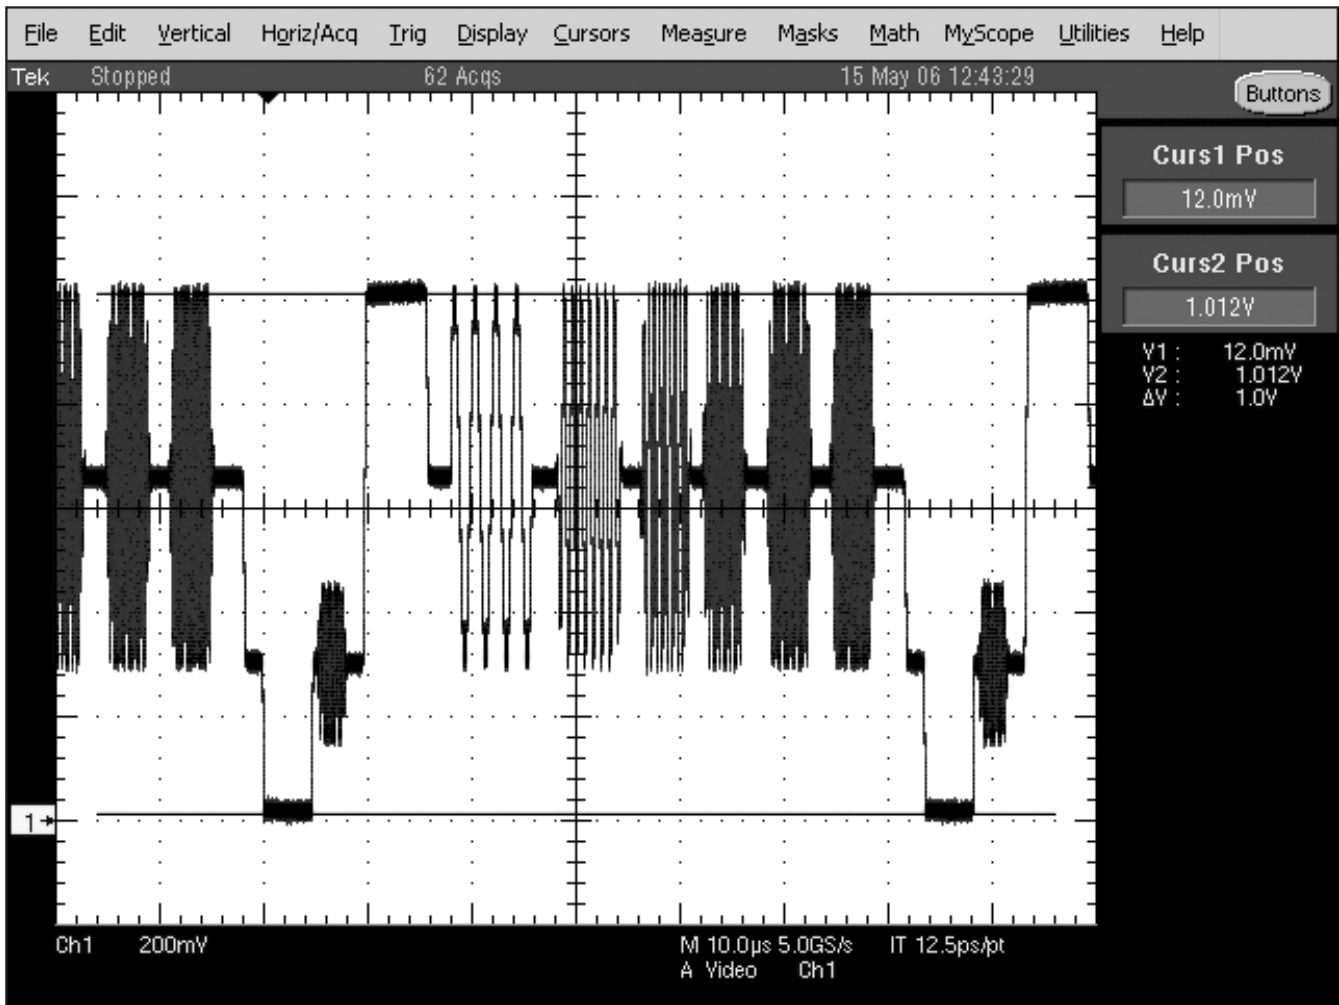 File Edit Vertical Horiz/Acq Trig Display Cursors Measure Masks Math MyScope Utilities Help
Tek Stopped 62 Acqs 15 May 06 12:43:29
Buttons
Curs1 Pos
12.0mV
Curs2 Pos
1.012V
V1 : 12.0mV
V2 : 1.012V
ΔV : 1.0V
1
Ch1 200mV M 10.0µs 5.0GS/s IT 12.5ps/pt
A Video Ch1